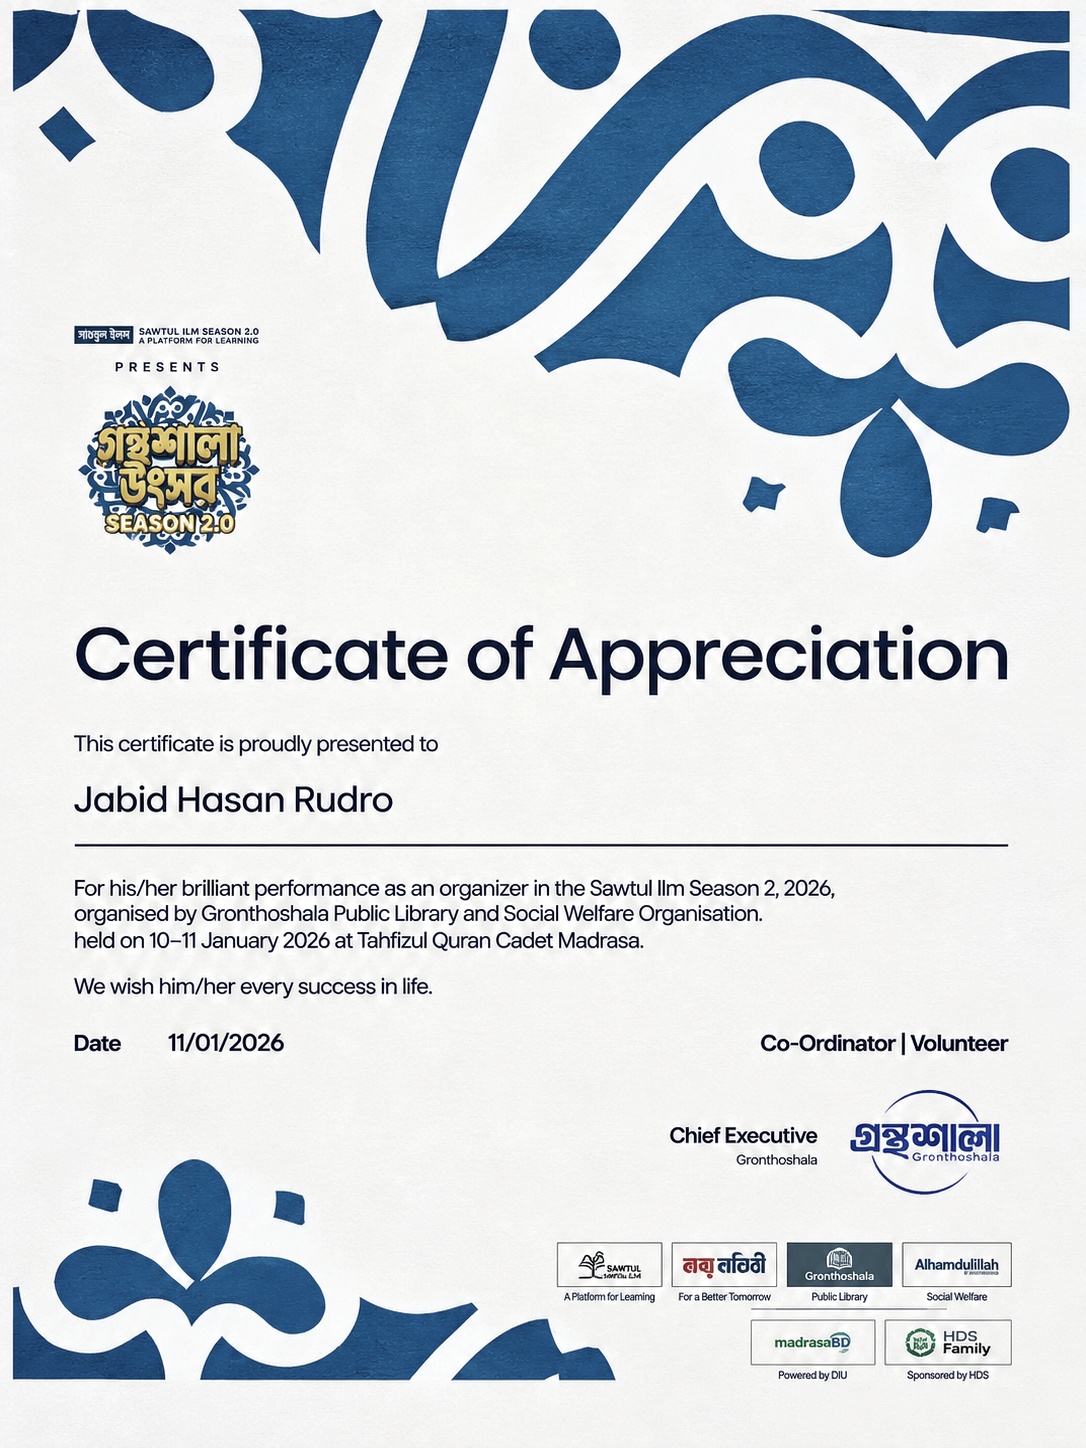 সাওতুল ইলম
SAWTUL ILM SEASON 2.0
A PLATFORM FOR LEARNING
PRESENTS
গ্রন্থশালা
উৎসব
SEASON 2.0
Certificate of Appreciation
This certificate is proudly presented to
Jabid Hasan Rudro
For his/her brilliant performance as an organizer in the Sawtul Ilm Season 2, 2026,
organised by Gronthoshala Public Library and Social Welfare Organisation.
held on 10–11 January 2026 at Tahfizul Quran Cadet Madrasa.
We wish him/her every success in life.
Date 11/01/2026
Co-Ordinator | Volunteer
Chief Executive
Gronthoshala
গ্রন্থশালা
Gronthoshala
SAWTUL
A Platform for Learning
For a Better Tomorrow
Gronthoshala
Public Library
Alhamdulillah
Social Welfare
madrasaBD
Powered by DIU
HDS
Family
Sponsored by HDS